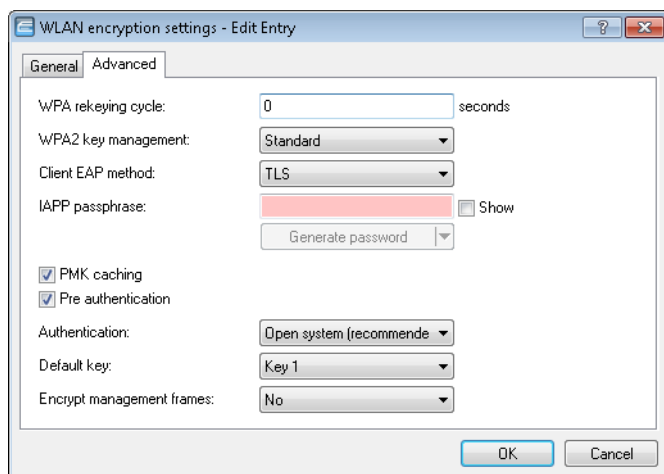 WLAN encryption settings - Edit Entry
General Advanced
WPA rekeying cycle: 0 seconds
WPA2 key management: Standard
Client EAP method: TLS
IAPP passphrase: Show
Generate password
PMK caching
Pre authentication
Authentication: Open system (recommende
Default key: Key 1
Encrypt management frames: No
OK Cancel